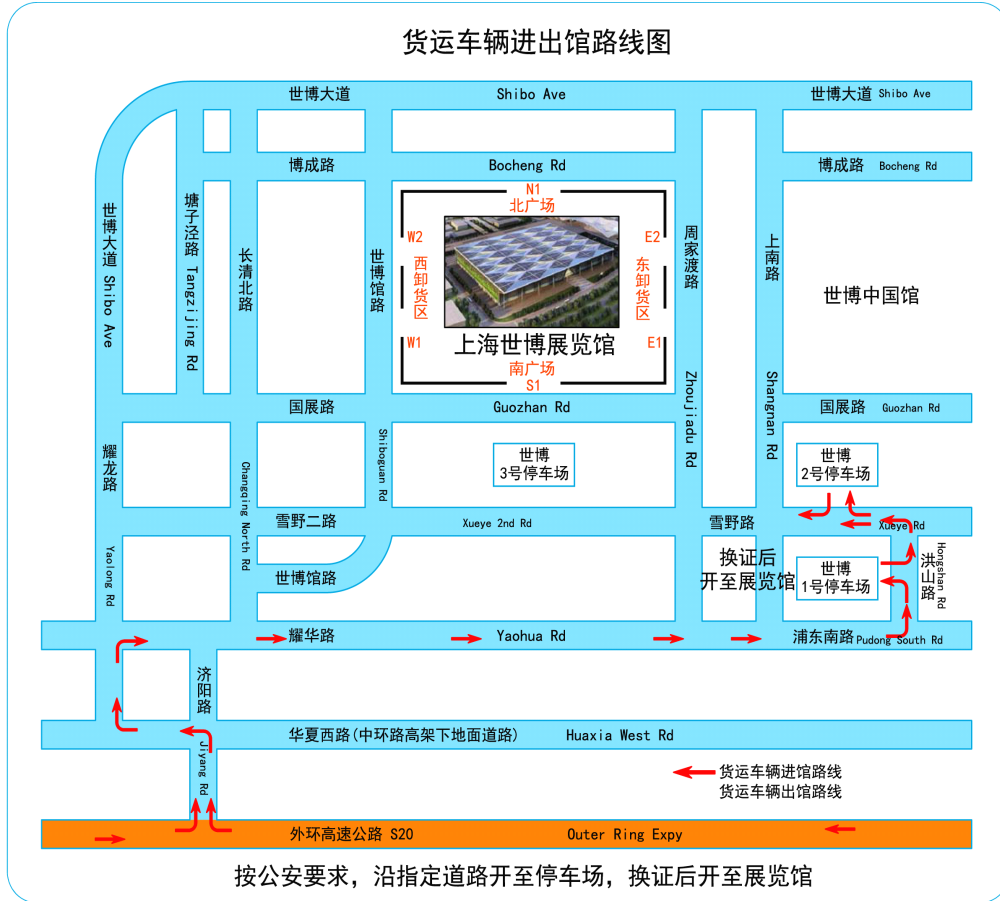 货运车辆进出馆路线图
世博大道 Shibo Ave 世博大道 Shibo Ave
博成路 Bocheng Rd 博成路 Bocheng Rd
世博大道 Shibo Ave
塘子泾路 Tangzijing Rd
长清北路
世博馆路
N1
北广场
W2
E2
西卸货区
东卸货区
W1
E1
上海世博展览馆
南广场
S1
周家渡路
上南路
世博中国馆
Zhoujiadu Rd
Shangnan Rd
国展路 Guozhan Rd 国展路 Guozhan Rd
耀龙路
Changqing North Rd
Shiboguan Rd
世博
3号停车场
世博
2号停车场
雪野二路 Xueye 2nd Rd 雪野路 Xueye Rd
Yaolong Rd
世博馆路
换证后
开至展览馆
世博
1号停车场
洪山路
Hongshan Rd
耀华路 Yaohua Rd 浦东南路 Pudong South Rd
济阳路
Jiyang Rd
华夏西路(中环路高架下地面道路) Huaxia West Rd
货运车辆进馆路线
货运车辆出馆路线
外环高速公路 S20 Outer Ring Expy
按公安要求，沿指定道路开至停车场，换证后开至展览馆